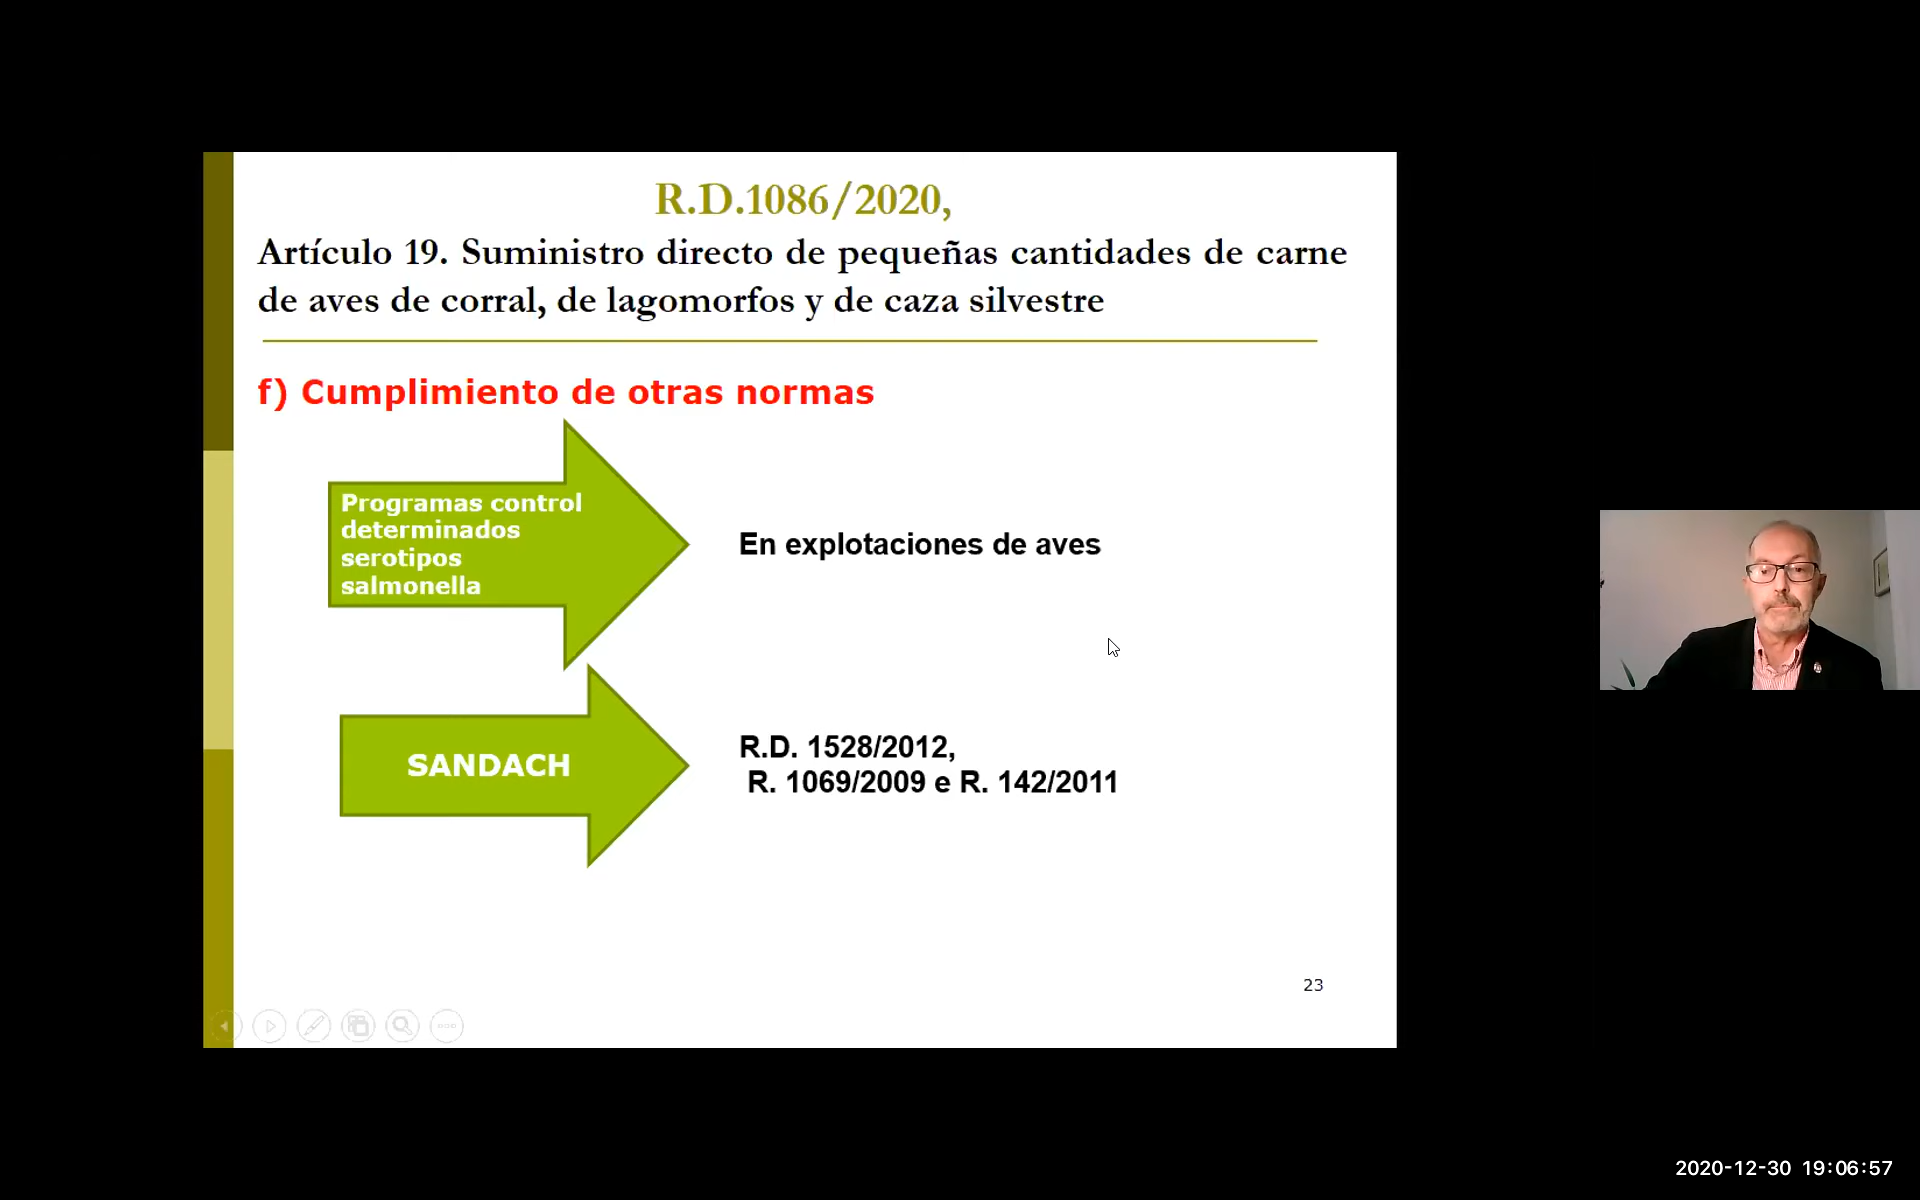 R.D.1086/2020,
Artículo 19. Suministro directo de pequeñas cantidades de carne
de aves de corral, de lagomorfos y de caza silvestre
f) Cumplimiento de otras normas
Programas control
determinados
serotipos
salmonella
En explotaciones de aves
SANDACH
R.D. 1528/2012,
R. 1069/2009 e R. 142/2011
23
2020-12-30 19:06:57